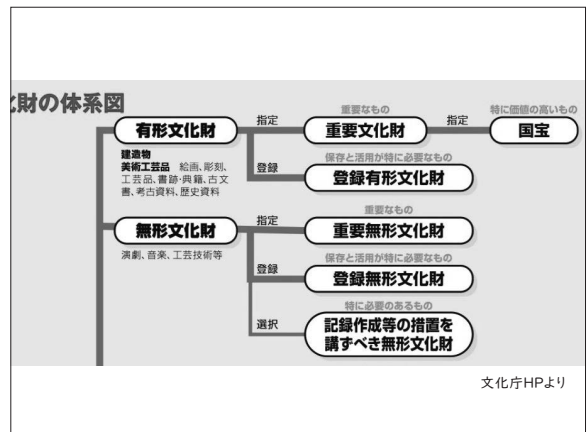 財の体系図
有形文化財
指定
重要なもの
重要文化財
指定
特に価値の高いもの
国宝
建造物
美術工芸品 絵画、彫刻、
工芸品、書跡・典籍、古文
書、考古資料、歴史資料
登録
保存と活用が特に必要なもの
登録有形文化財
無形文化財
指定
重要なもの
重要無形文化財
演劇、音楽、工芸技術等
登録
保存と活用が特に必要なもの
登録無形文化財
選択
特に必要のあるもの
記録作成等の措置を
講ずべき無形文化財
文化庁HPより